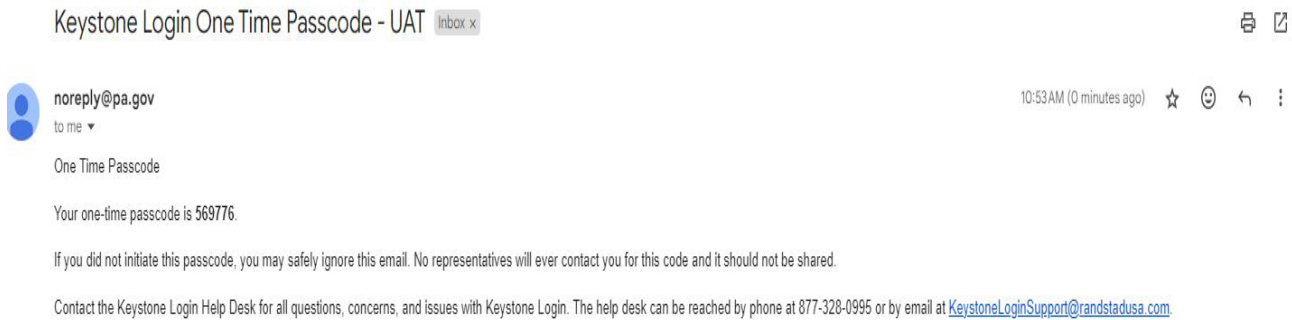 Keystone Login One Time Passcode - UAT Inbox x
noreply@pa.gov 10:53 AM (0 minutes ago)
to me
One Time Passcode
Your one-time passcode is 569776.
If you did not initiate this passcode, you may safely ignore this email. No representatives will ever contact you for this code and it should not be shared.
Contact the Keystone Login Help Desk for all questions, concerns, and issues with Keystone Login. The help desk can be reached by phone at 877-328-0995 or by email at KeystoneLoginSupport@randstadusa.com.